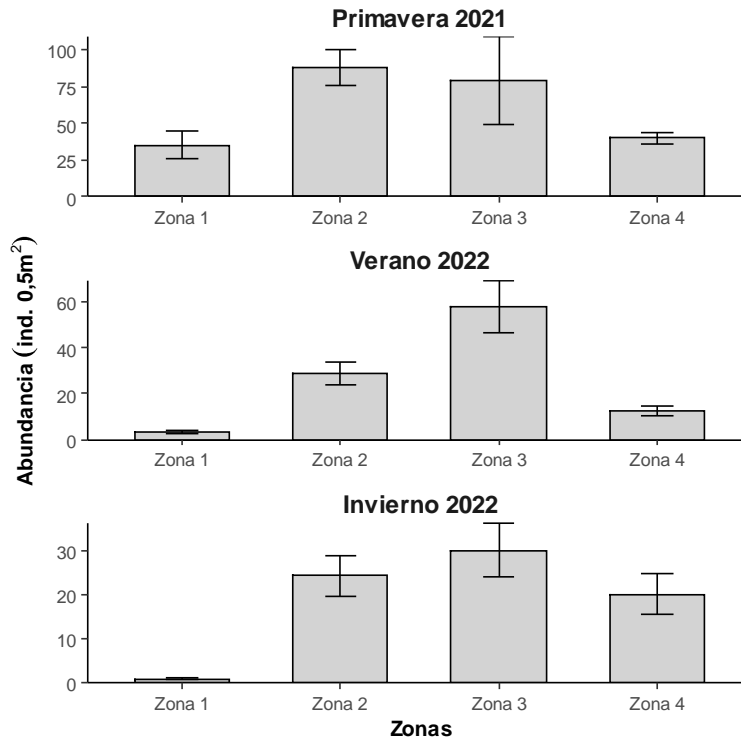 Primavera 2021
100
75
50
25
0
Zona 1 Zona 2 Zona 3 Zona 4
Verano 2022
60
40
20
0
Zona 1 Zona 2 Zona 3 Zona 4
Invierno 2022
30
20
10
0
Zona 1 Zona 2 Zona 3 Zona 4
Zonas
Abundancia (ind. 0,5m²)